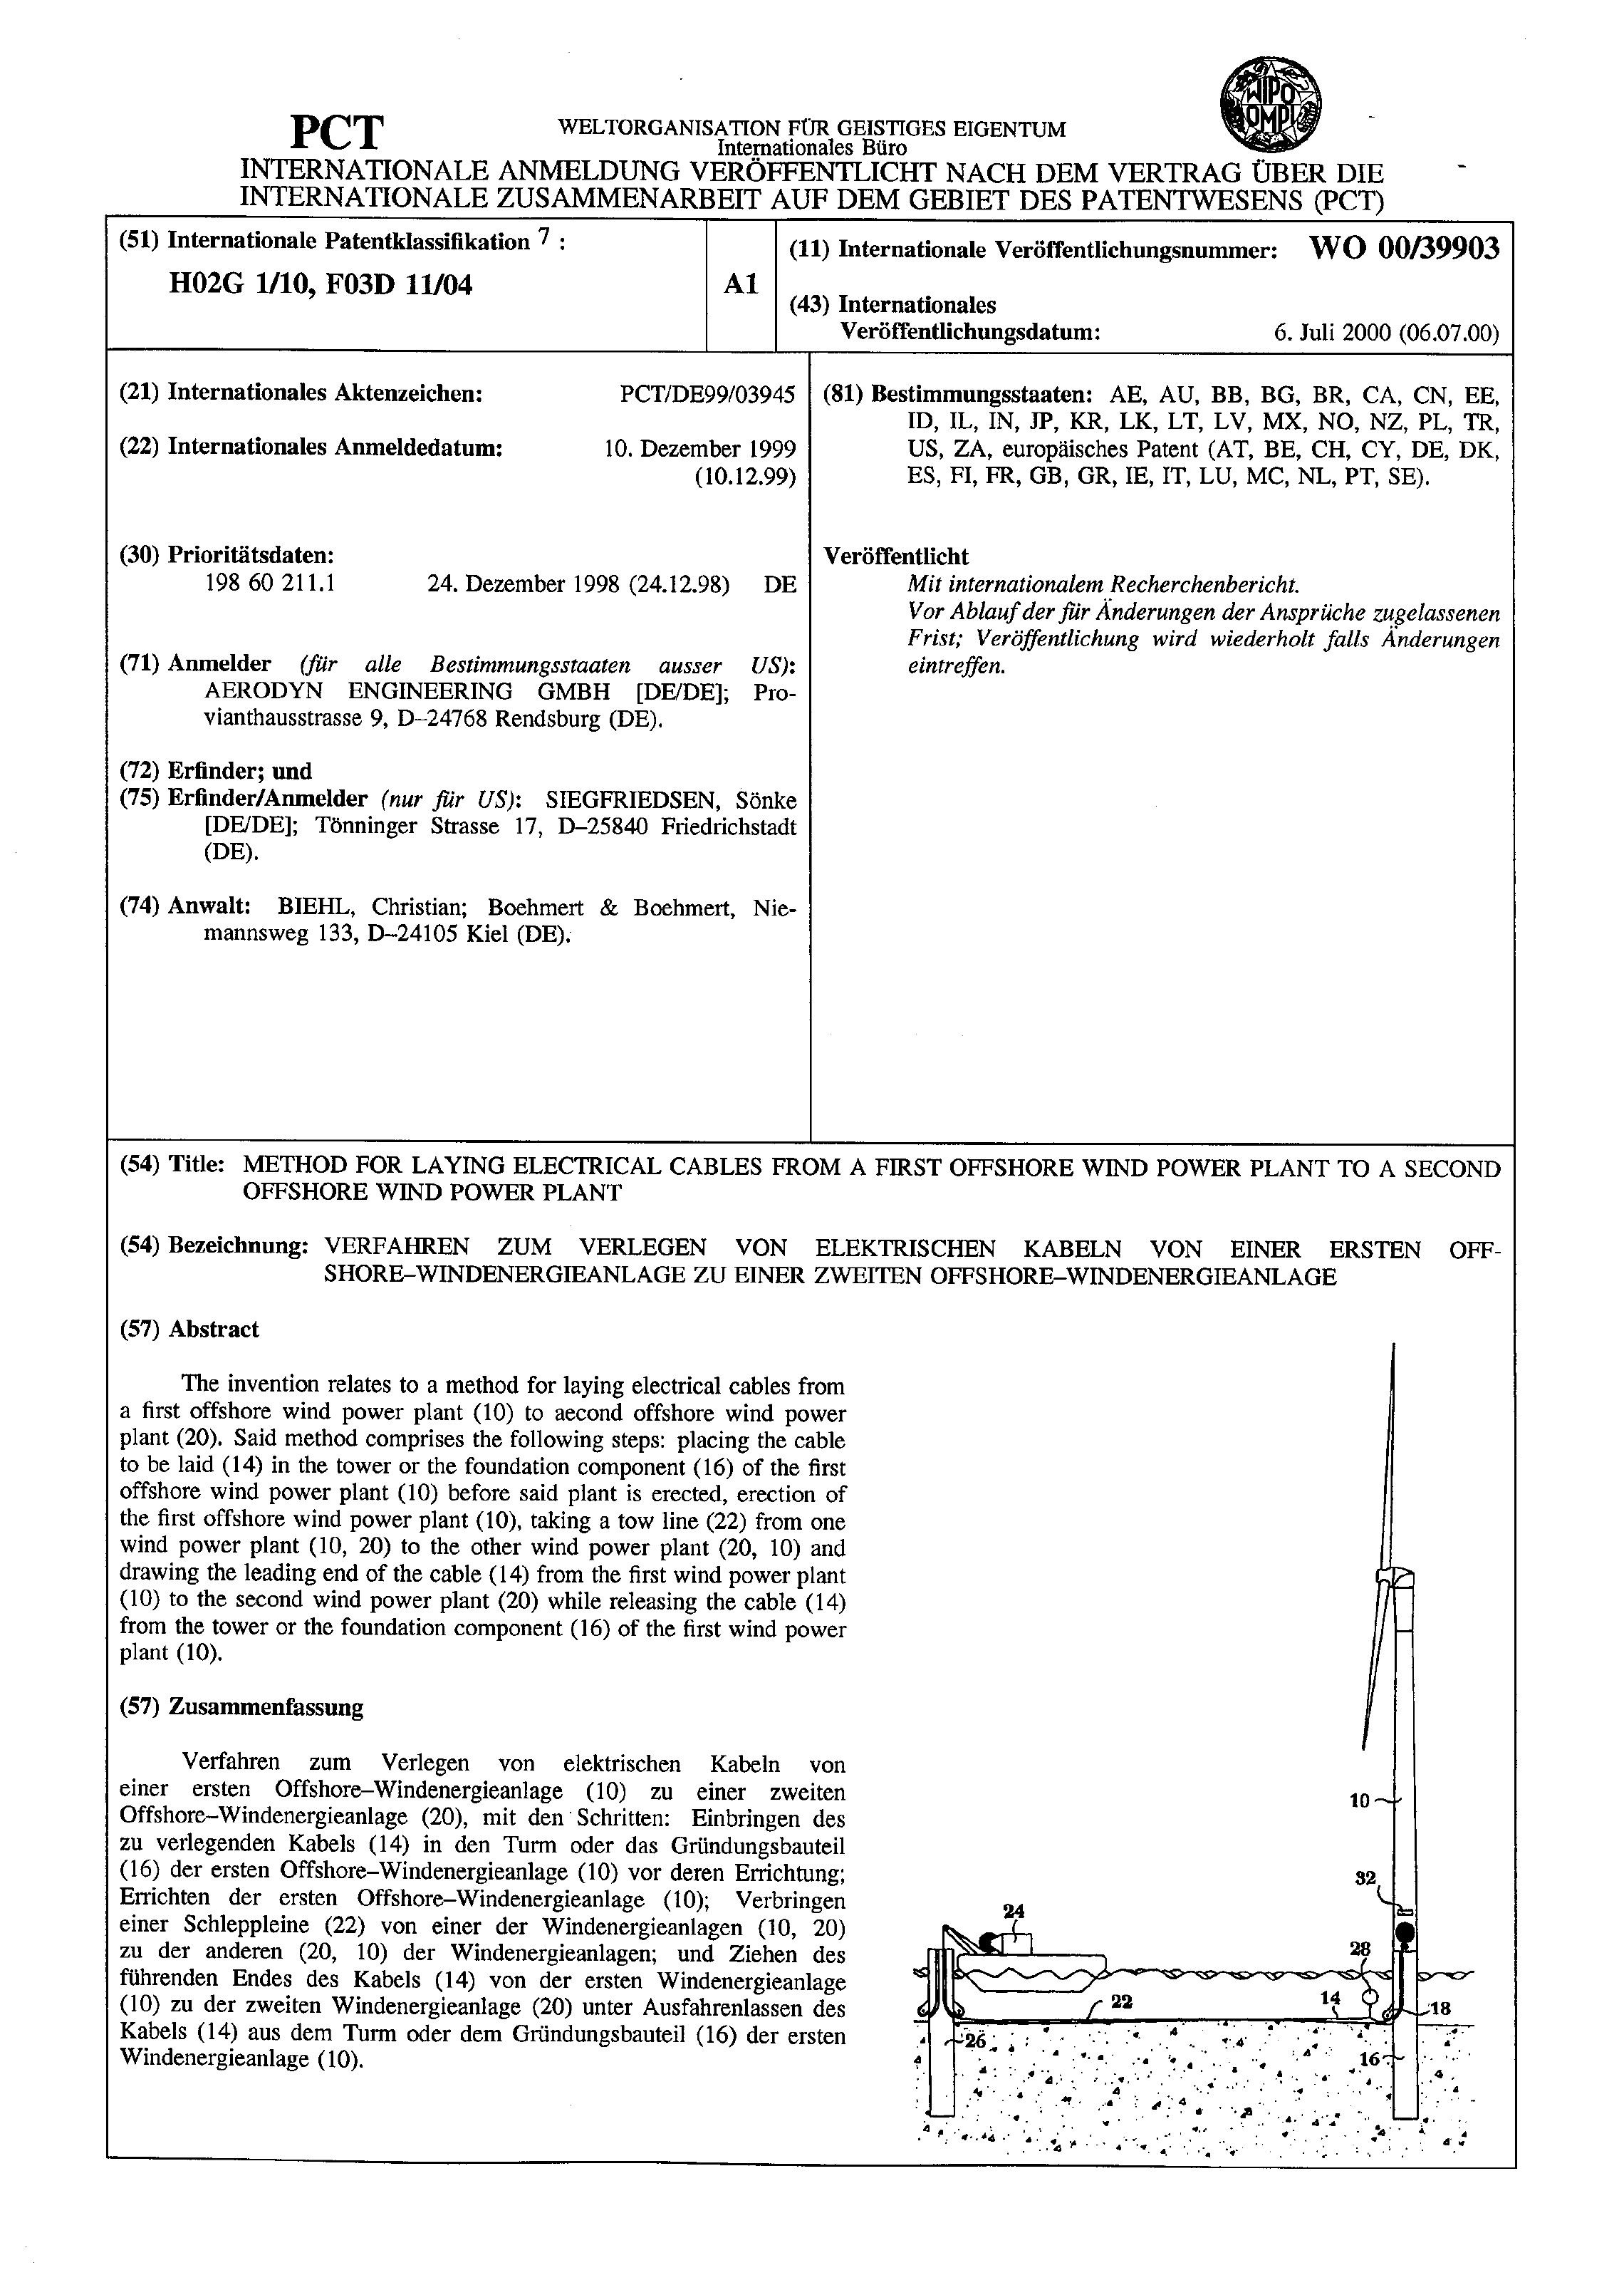 WIPO
OMPI
PCT
WELTORGANISATION FÜR GEISTIGES EIGENTUM
Internationales Büro
INTERNATIONALE ANMELDUNG VERÖFFENTLICHT NACH DEM VERTRAG ÜBER DIE
INTERNATIONALE ZUSAMMENARBEIT AUF DEM GEBIET DES PATENTWESENS (PCT)
(51) Internationale Patentklassifikation 7 :
H02G 1/10, F03D 11/04
A1
(11) Internationale Veröffentlichungsnummer: WO 00/39903
(43) Internationales
Veröffentlichungsdatum: 6. Juli 2000 (06.07.00)
(21) Internationales Aktenzeichen: PCT/DE99/03945
(22) Internationales Anmeldedatum: 10. Dezember 1999
(10.12.99)
(30) Prioritätsdaten:
198 60 211.1 24. Dezember 1998 (24.12.98) DE
(71) Anmelder (für alle Bestimmungsstaaten ausser US):
AERODYN ENGINEERING GMBH [DE/DE]; Pro-
vianthausstrasse 9, D–24768 Rendsburg (DE).
(72) Erfinder; und
(75) Erfinder/Anmelder (nur für US): SIEGFRIEDSEN, Sönke
[DE/DE]; Tönninger Strasse 17, D–25840 Friedrichstadt
(DE).
(74) Anwalt: BIEHL, Christian; Boehmert & Boehmert, Nie-
mannsweg 133, D–24105 Kiel (DE).
(81) Bestimmungsstaaten: AE, AU, BB, BG, BR, CA, CN, EE,
ID, IL, IN, JP, KR, LK, LT, LV, MX, NO, NZ, PL, TR,
US, ZA, europäisches Patent (AT, BE, CH, CY, DE, DK,
ES, FI, FR, GB, GR, IE, IT, LU, MC, NL, PT, SE).
Veröffentlicht
Mit internationalem Recherchenbericht.
Vor Ablauf der für Änderungen der Ansprüche zugelassenen
Frist; Veröffentlichung wird wiederholt falls Änderungen
eintreffen.
(54) Title: METHOD FOR LAYING ELECTRICAL CABLES FROM A FIRST OFFSHORE WIND POWER PLANT TO A SECOND
OFFSHORE WIND POWER PLANT
(54) Bezeichnung: VERFAHREN ZUM VERLEGEN VON ELEKTRISCHEN KABELN VON EINER ERSTEN OFF-
SHORE–WINDENERGIEANLAGE ZU EINER ZWEITEN OFFSHORE–WINDENERGIEANLAGE
(57) Abstract
The invention relates to a method for laying electrical cables from
a first offshore wind power plant (10) to aecond offshore wind power
plant (20). Said method comprises the following steps: placing the cable
to be laid (14) in the tower or the foundation component (16) of the first
offshore wind power plant (10) before said plant is erected, erection of
the first offshore wind power plant (10), taking a tow line (22) from one
wind power plant (10, 20) to the other wind power plant (20, 10) and
drawing the leading end of the cable (14) from the first wind power plant
(10) to the second wind power plant (20) while releasing the cable (14)
from the tower or the foundation component (16) of the first wind power
plant (10).
(57) Zusammenfassung
Verfahren zum Verlegen von elektrischen Kabeln von
einer ersten Offshore–Windenergieanlage (10) zu einer zweiten
Offshore–Windenergieanlage (20), mit den Schritten: Einbringen des
zu verlegenden Kabels (14) in den Turm oder das Gründungsbauteil
(16) der ersten Offshore–Windenergieanlage (10) vor deren Errichtung;
Errichten der ersten Offshore–Windenergieanlage (10); Verbringen
einer Schleppleine (22) von einer der Windenergieanlagen (10, 20)
zu der anderen (20, 10) der Windenergieanlagen; und Ziehen des
führenden Endes des Kabels (14) von der ersten Windenergieanlage
(10) zu der zweiten Windenergieanlage (20) unter Ausfahrenlassen des
Kabels (14) aus dem Turm oder dem Gründungsbauteil (16) der ersten
Windenergieanlage (10).
10
32
24
28
22
14
18
26
16